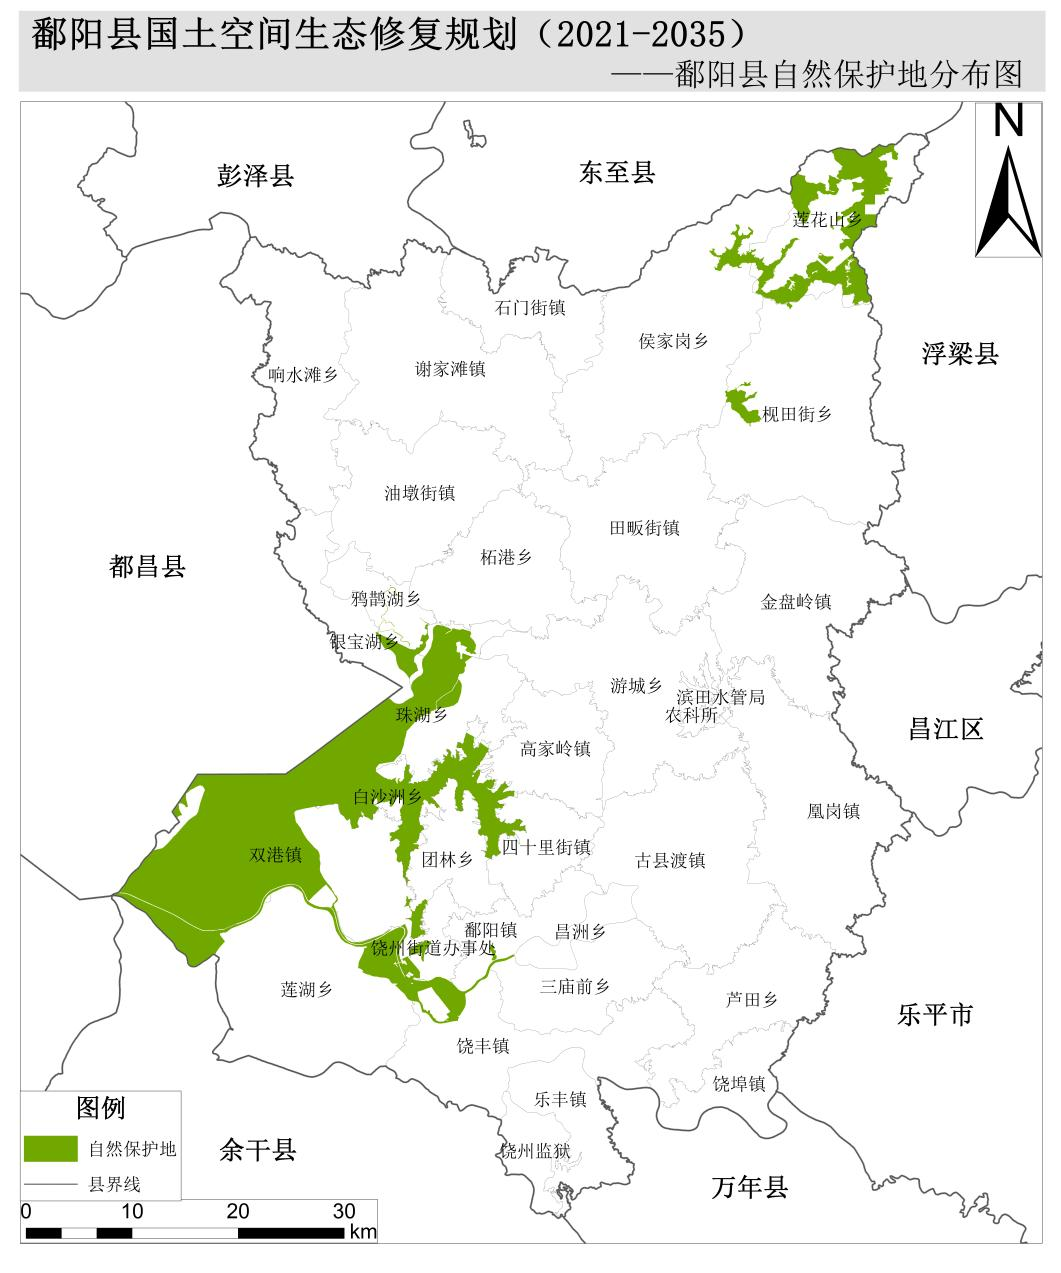 鄱阳县国土空间生态修复规划（2021-2035）
——鄱阳县自然保护地分布图
N
彭泽县
东至县
莲花山乡
石门街镇
侯家岗乡
浮梁县
响水滩乡
谢家滩镇
枧田街乡
油墩街镇
田畈街镇
柘港乡
都昌县
鸦鹊湖乡
金盘岭镇
银宝湖乡
游城乡
滨田水管局
农科所
珠湖乡
昌江区
高家岭镇
白沙洲乡
凰岗镇
双港镇
团林乡
四十里街镇
古县渡镇
鄱阳镇
昌洲乡
饶州街道办事处
莲湖乡
三庙前乡
芦田乡
乐平市
饶丰镇
饶埠镇
乐丰镇
饶州监狱
余干县
万年县
图例
自然保护地
县界线
0 10 20 30
km